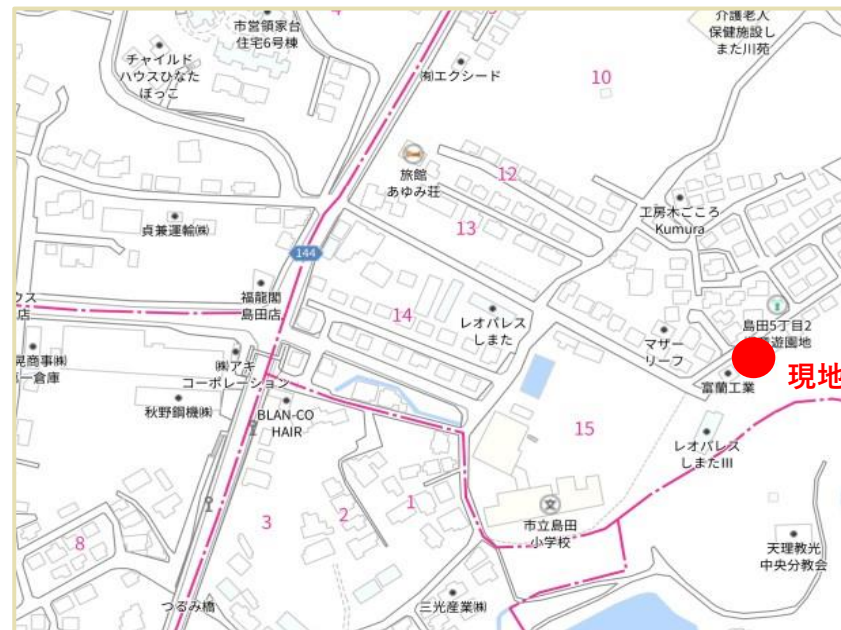 4
市営領家台
住宅6号棟
介護老人
保健施設し
また川苑
チャイルド
ハウスひなた
ぼっこ
㈲エクシード
10
旅館
あゆみ荘
12
工房木ごころ
Kumura
13
貞兼運輸㈱
144
福龍閣
島田店
14
レオパレス
しまた
マザー
リーフ
島田5丁目2
遊園地
現地
富蘭工業
㈱アキ
コーポレーション
秋野鋼機㈱
BLAN-CO
HAIR
15
レオパレス
しまたIII
市立島田
小学校
文
天理教光
中央分教会
1
2
3
8
つるみ橋
三光産業㈱